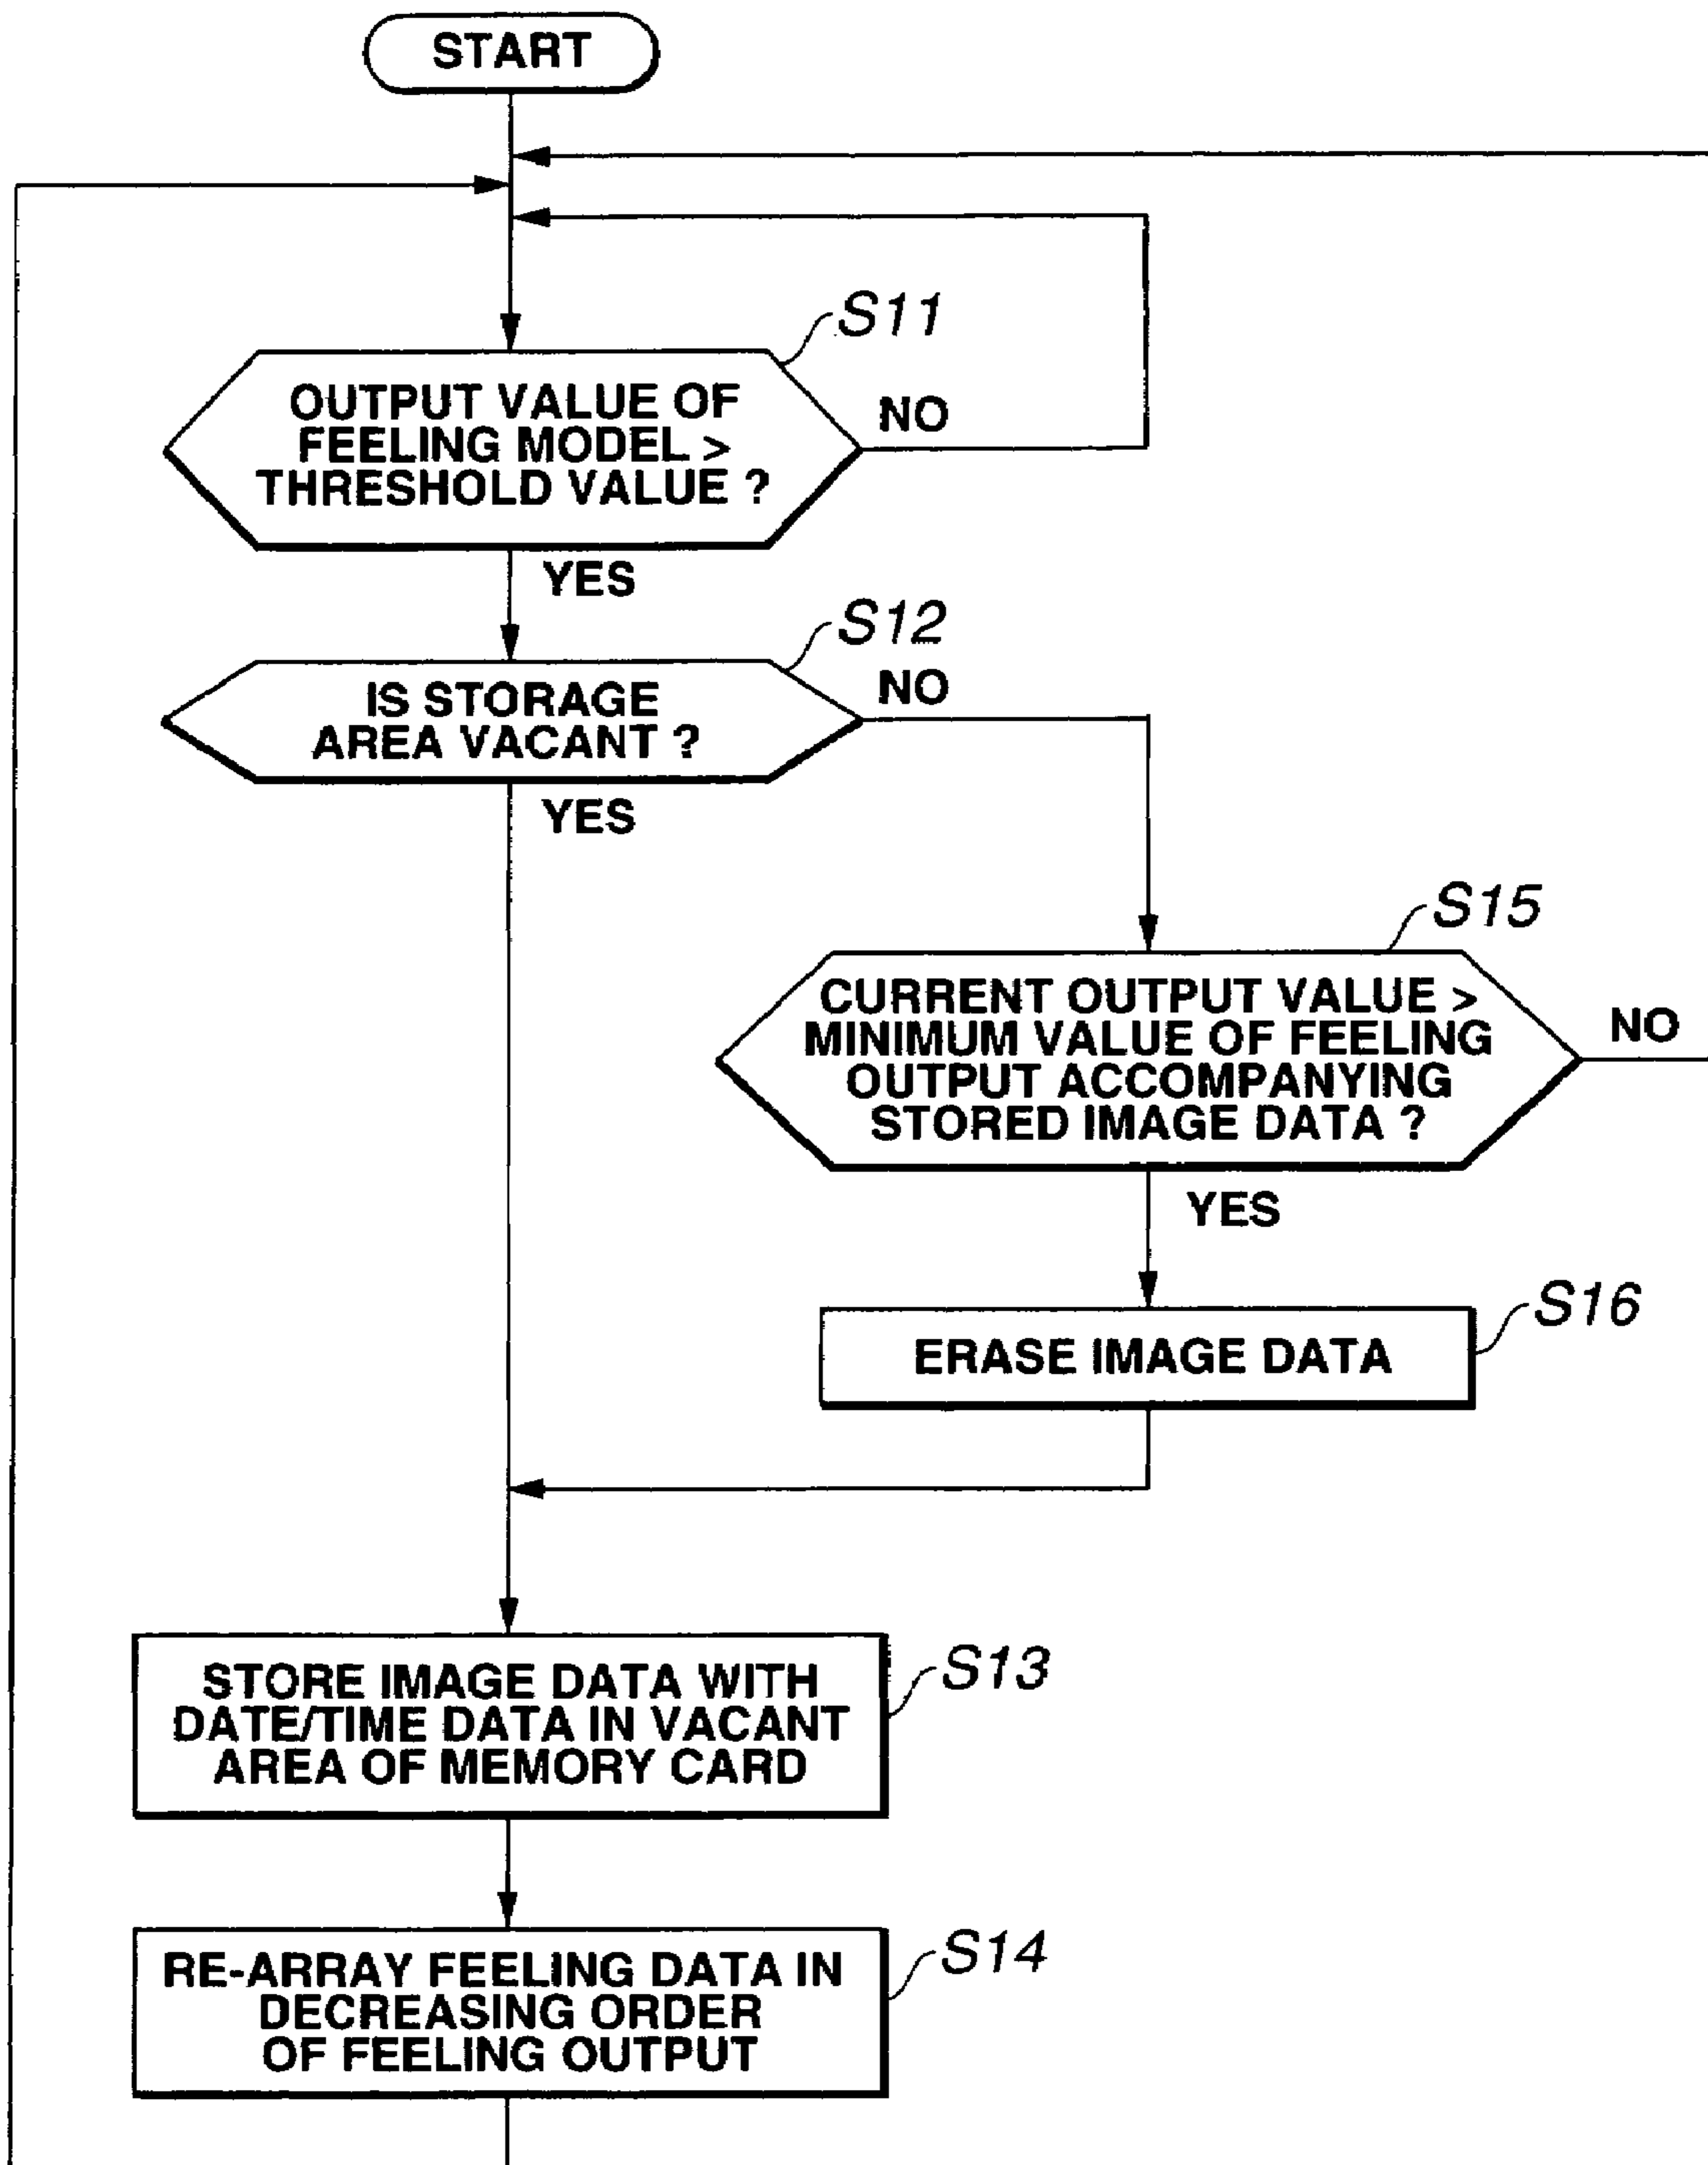 START
S11
OUTPUT VALUE OF
FEELING MODEL >
THRESHOLD VALUE ?
NO
YES
S12
IS STORAGE
AREA VACANT ?
NO
YES
S15
CURRENT OUTPUT VALUE >
MINIMUM VALUE OF FEELING
OUTPUT ACCOMPANYING
STORED IMAGE DATA ?
NO
YES
S16
ERASE IMAGE DATA
S13
STORE IMAGE DATA WITH
DATE/TIME DATA IN VACANT
AREA OF MEMORY CARD
S14
RE-ARRAY FEELING DATA IN
DECREASING ORDER
OF FEELING OUTPUT